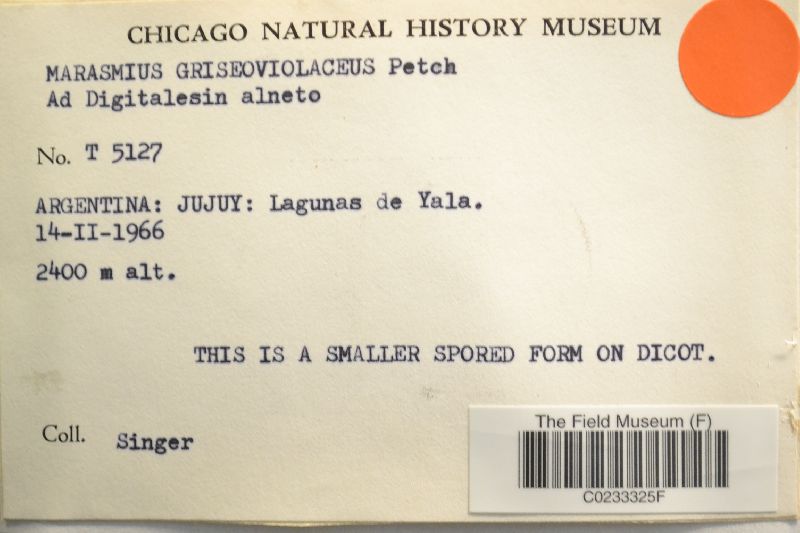 CHICAGO NATURAL HISTORY MUSEUM
MARASMIUS GRISEOVIOLACEUS Petch
Ad Digitalesin alneto
No. T 5127
ARGENTINA: JUJUY: Lagunas de Yala.
14-II-1966
2400 m alt.
THIS IS A SMALLER SPORED FORM ON DICOT.
Coll. Singer
The Field Museum (F)
C0233325F